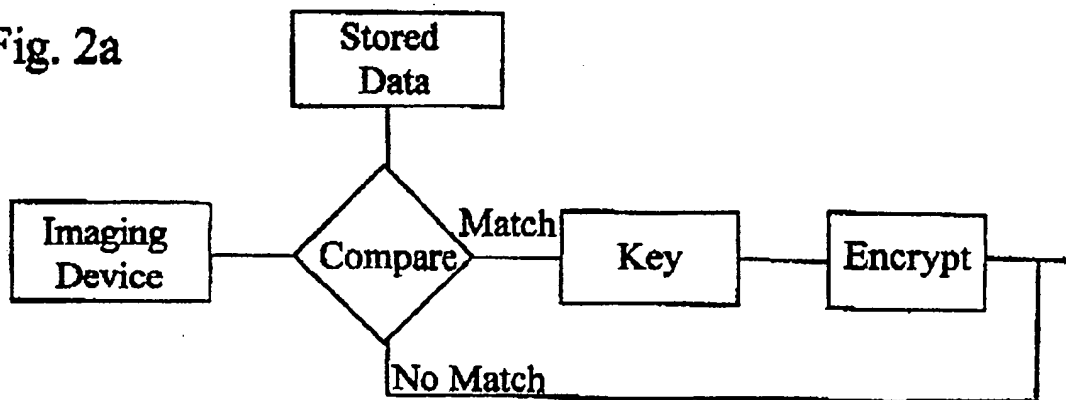 Fig. 2a
Stored
Data
Imaging
Device
Compare
Match
Key
Encrypt
No Match